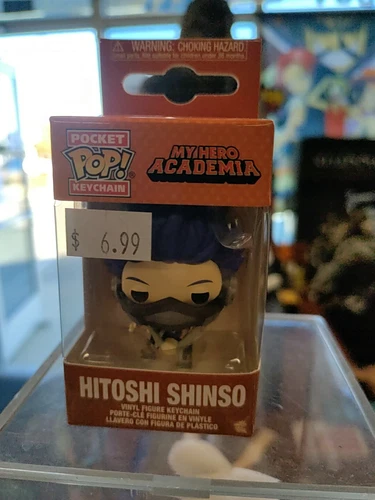 ⚠ WARNING: CHOKING HAZARD
POCKET
POP!
KEYCHAIN
MY HERO
ACADEMIA
$ 6.99
HITOSHI SHINSO
VINYL FIGURE KEYCHAIN
PORTE-CLÉ FIGURINE EN VINYLE
LLAVERO CON FIGURA DE PLÁSTICO